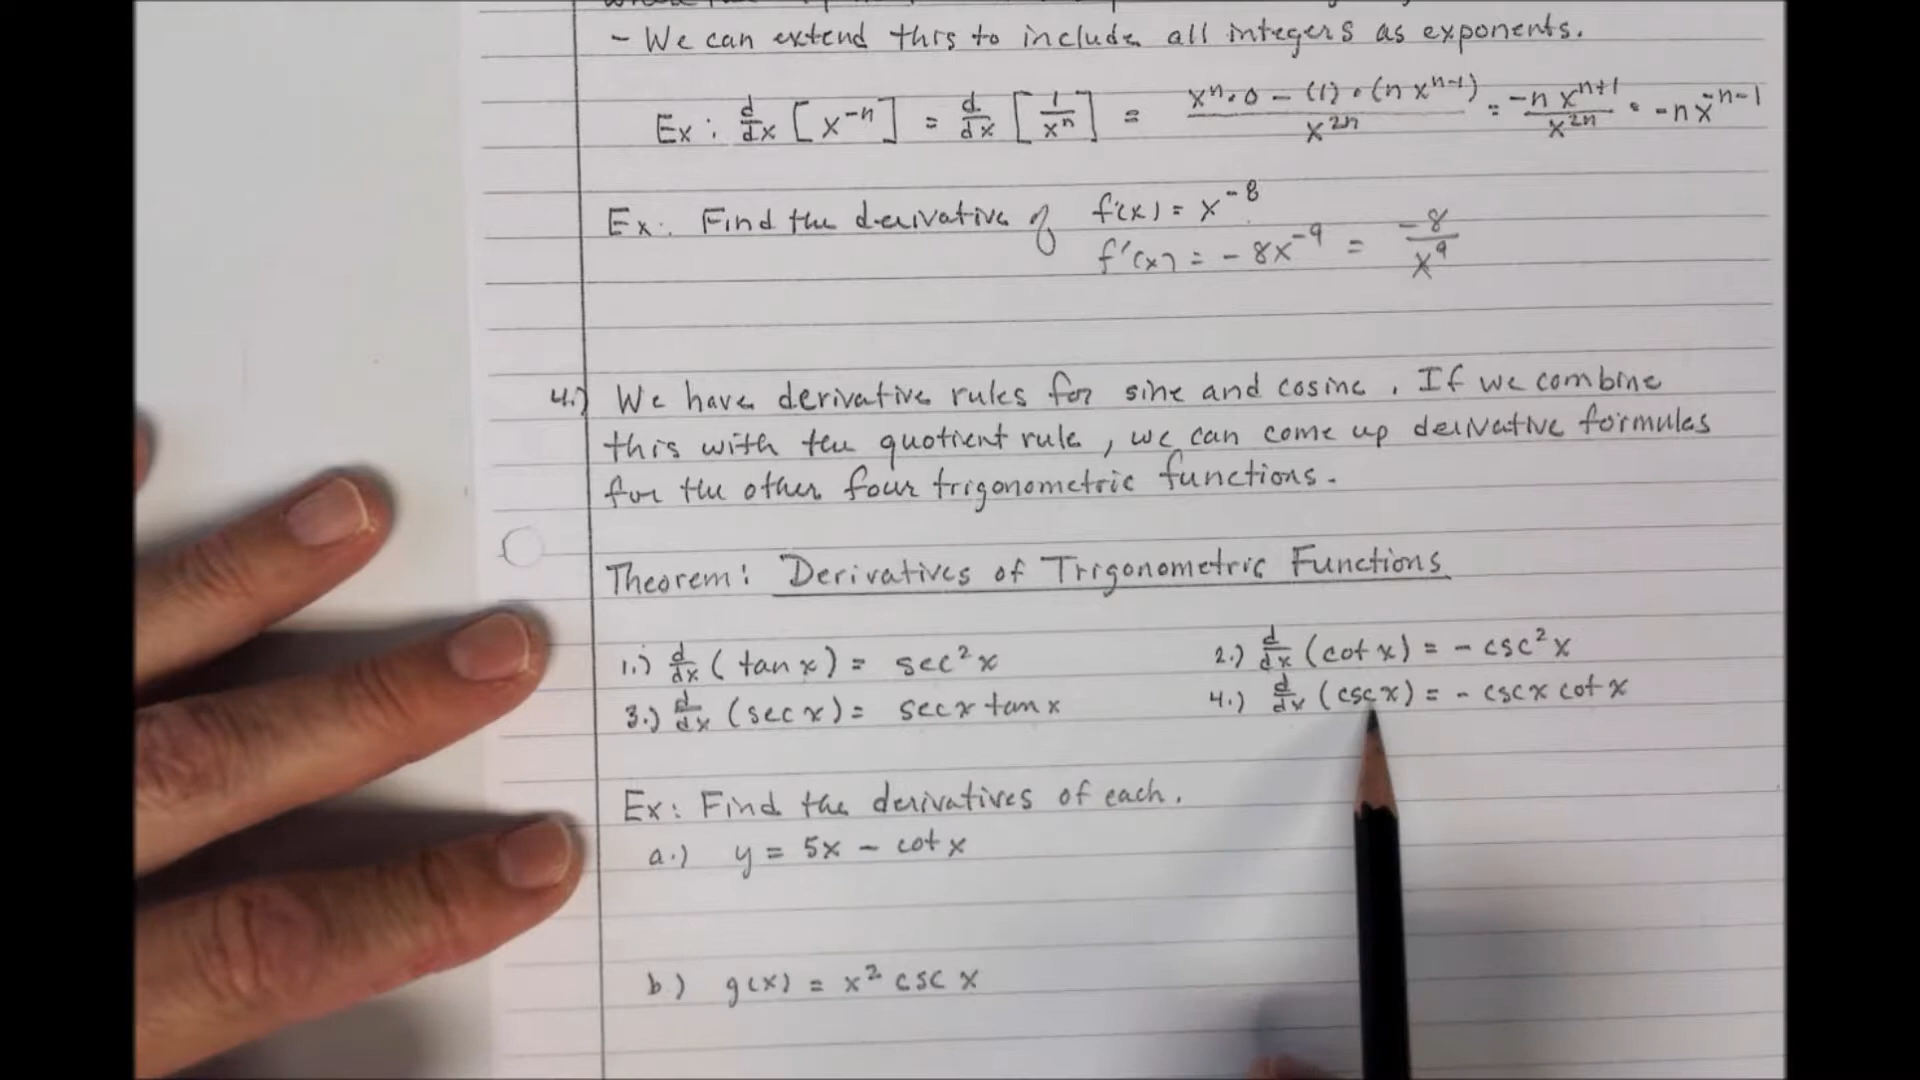 - We can extend this to include all integers as exponents.
Ex: d/dx [x^-n] = d/dx [1/x^n] = (x^n · 0 - (1) · (n x^n-1))/x^2n = -n x^n+1/x^2n = -n x^-n-1
Ex: Find the derivative of f(x) = x^-8
f'(x) = -8x^-9 = -8/x^9
4.) We have derivative rules for sine and cosine. If we combine
this with the quotient rule, we can come up derivative formulas
for the other four trigonometric functions.
Theorem: Derivatives of Trigonometric Functions
1.) d/dx (tan x) = sec^2 x 2.) d/dx (cot x) = - csc^2 x
3.) d/dx (sec x) = sec x tan x 4.) d/dx (csc x) = - csc x cot x
Ex: Find the derivatives of each.
a.) y = 5x - cot x
b) g(x) = x^2 csc x